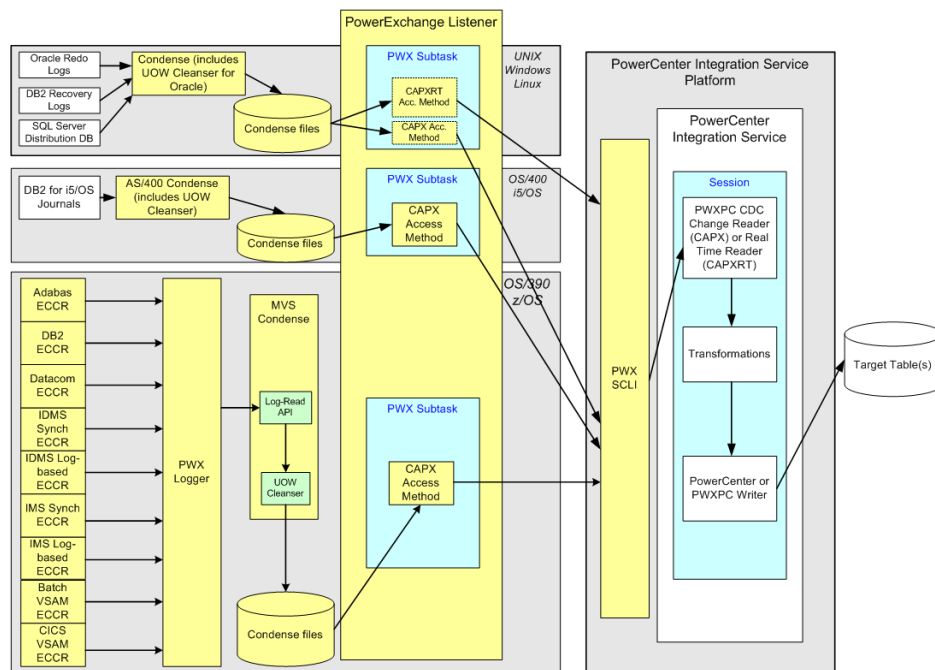 PowerExchange Listener
Oracle Redo
Logs
DB2 Recovery
Logs
SQL Server
Distribution DB
Condense (includes
UOW Cleanser for
Oracle)
Condense files
PWX Subtask
CAPXRT
Acc. Method
CAPX Acc.
Method
UNIX
Windows
Linux
DB2 for i5/OS
Journals
AS/400 Condense
(includes UOW
Cleanser)
Condense files
PWX Subtask
CAPX
Access
Method
OS/400
i5/OS
OS/390
z/OS
Adabas
ECCR
DB2
ECCR
Datacom
ECCR
IDMS
Synch
ECCR
IDMS Log-
based
ECCR
IMS Synch
ECCR
IMS Log-
based
ECCR
Batch
VSAM
ECCR
CICS
VSAM
ECCR
PWX
Logger
MVS
Condense
Log-Read
API
UOW
Cleanser
Condense files
PWX Subtask
CAPX
Access
Method
PowerCenter Integration Service
Platform
PWX
SCLI
PowerCenter
Integration Service
Session
PWXPC CDC
Change Reader
(CAPX) or Real
Time Reader
(CAPXRT)
Transformations
PowerCenter or
PWXPC Writer
Target Table(s)